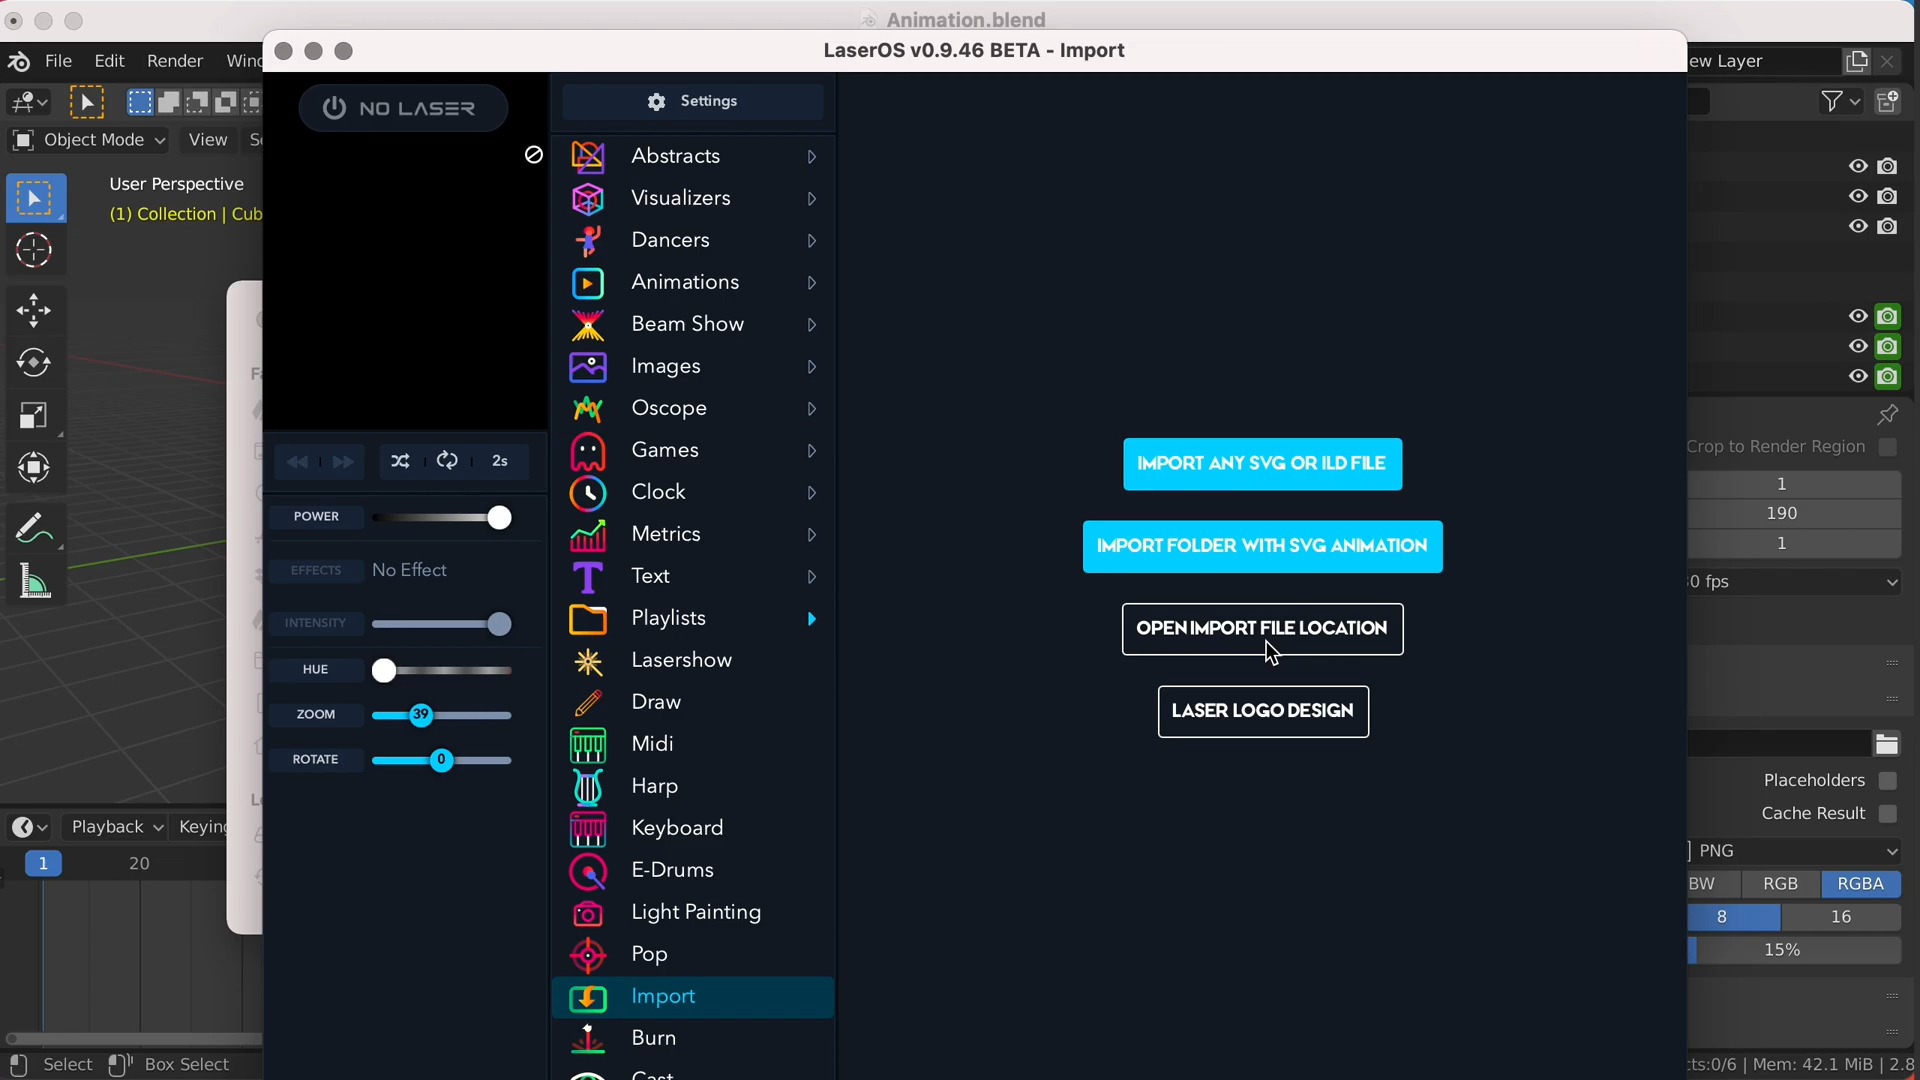 Animation.blend
LaserOS v0.9.46 BETA - Import
File Edit Render
ew Layer
NO LASER
Settings
Object Mode
View
User Perspective
(1) Collection | Cub
Abstracts
Visualizers
Dancers
Animations
Beam Show
Images
Oscope
Games
Clock
Metrics
Text
Playlists
Lasershow
Draw
Midi
Harp
Keyboard
E-Drums
Light Painting
Pop
Import
Burn
2s
POWER
EFFECTS No Effect
INTENSITY
HUE
ZOOM 39
ROTATE 0
IMPORT ANY SVG OR ILD FILE
IMPORT FOLDER WITH SVG ANIMATION
OPEN IMPORT FILE LOCATION
LASER LOGO DESIGN
Crop to Render Region
1
190
1
0 fps
Placeholders
Cache Result
PNG
BW RGB RGBA
8 16
15%
Playback Keying
1 20
Select Box Select
cts:0/6 | Mem: 42.1 MiB | 2.8